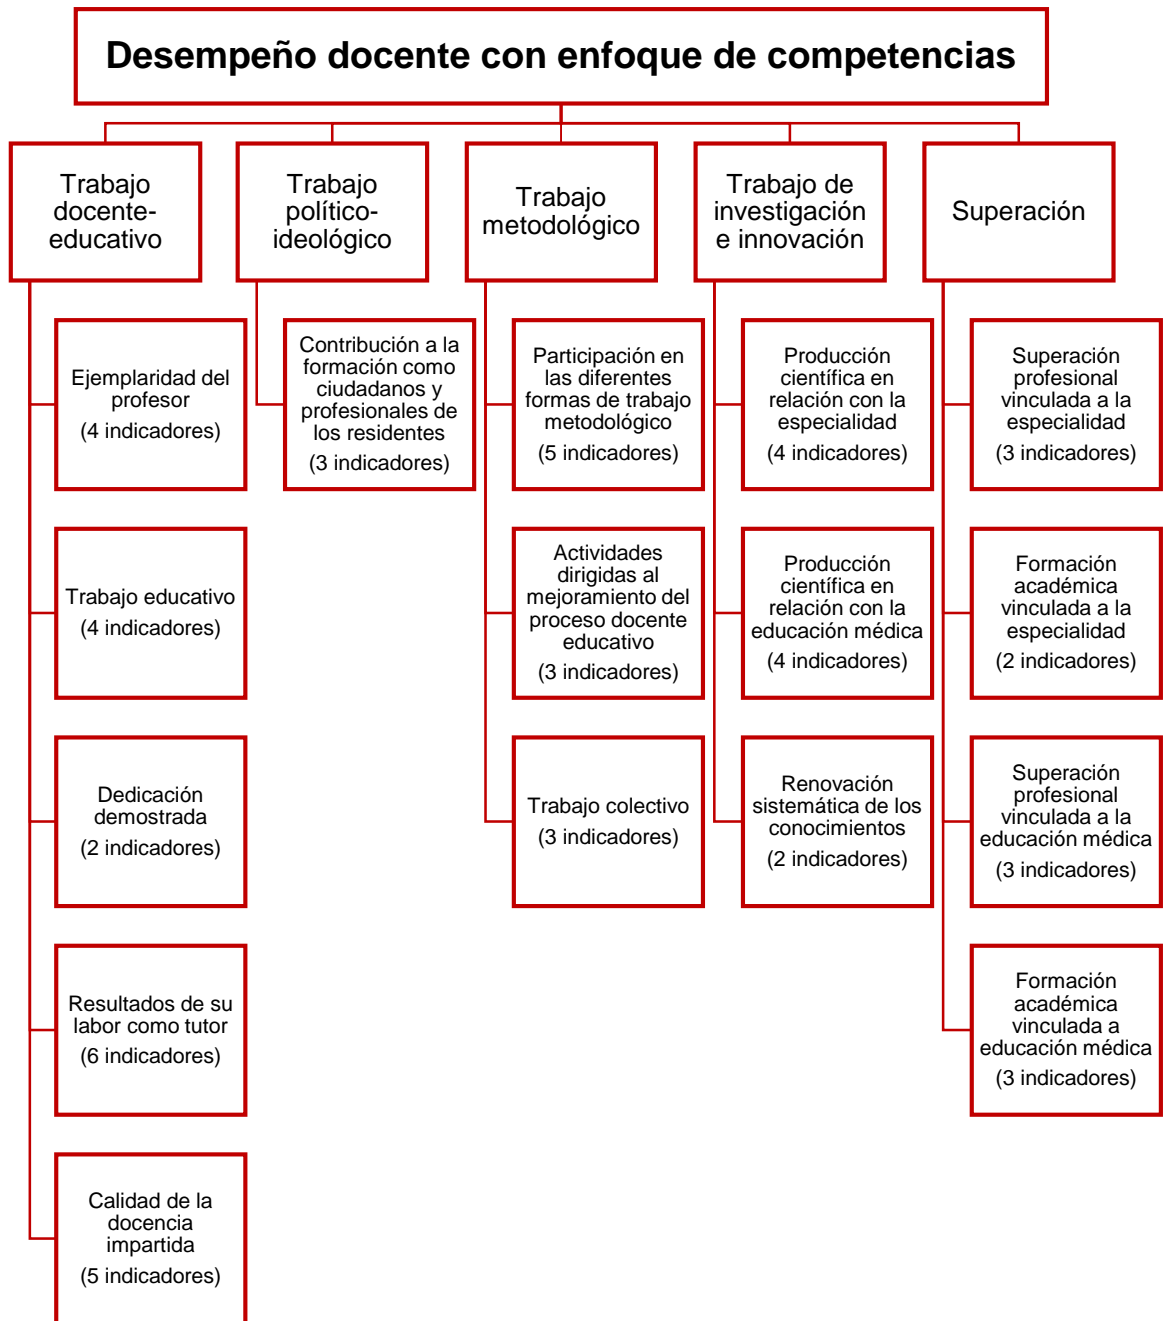 Desempeño docente con enfoque de competencias
Trabajo
docente-
educativo
Ejemplaridad del
profesor
(4 indicadores)
Trabajo educativo
(4 indicadores)
Dedicación
demostrada
(2 indicadores)
Resultados de su
labor como tutor
(6 indicadores)
Calidad de la
docencia
impartida
(5 indicadores)
Trabajo
político-
ideológico
Contribución a la
formación como
ciudadanos y
profesionales de
los residentes
(3 indicadores)
Trabajo
metodológico
Participación en
las diferentes
formas de trabajo
metodológico
(5 indicadores)
Actividades
dirigidas al
mejoramiento del
proceso docente
educativo
(3 indicadores)
Trabajo colectivo
(3 indicadores)
Trabajo de
investigación
e innovación
Producción
científica en
relación con la
especialidad
(4 indicadores)
Producción
científica en
relación con la
educación médica
(4 indicadores)
Renovación
sistemática de los
conocimientos
(2 indicadores)
Superación
Superación
profesional
vinculada a la
especialidad
(3 indicadores)
Formación
académica
vinculada a la
especialidad
(2 indicadores)
Superación
profesional
vinculada a la
educación médica
(3 indicadores)
Formación
académica
vinculada a
educación médica
(3 indicadores)